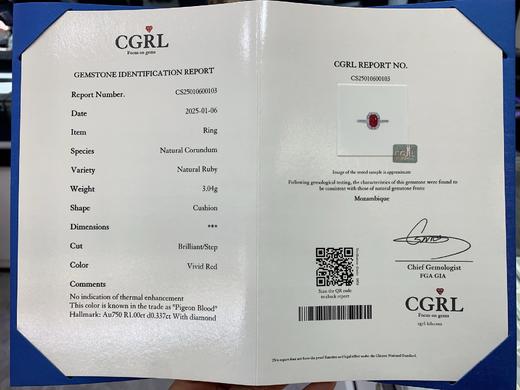 CGRL
Focus on gems
GEMSTONE IDENTIFICATION REPORT
Report Number. CS25010600103
Date 2025-01-06
Item Ring
Species Natural Corundum
Variety Natural Ruby
Weight 3.04g
Shape Cushion
Dimensions ***
Cut Brilliant/Step
Color Vivid Red
Comments
No indication of thermal enhancement
This color is known in the trade as "Pigeon Blood"
Hallmark: Au750 R1.00ct d0.337ct With diamond
CGRL REPORT NO.
CS25010600103
Image of the tested sample is approximate
Following gemological testing, the characteristics of this gemstone were found to
be consistent with those of natural gemstone from:
Mozambique
Scan the QR code
to check report
Chief Gemologist
FGA GIA
CGRL
Focus on gems